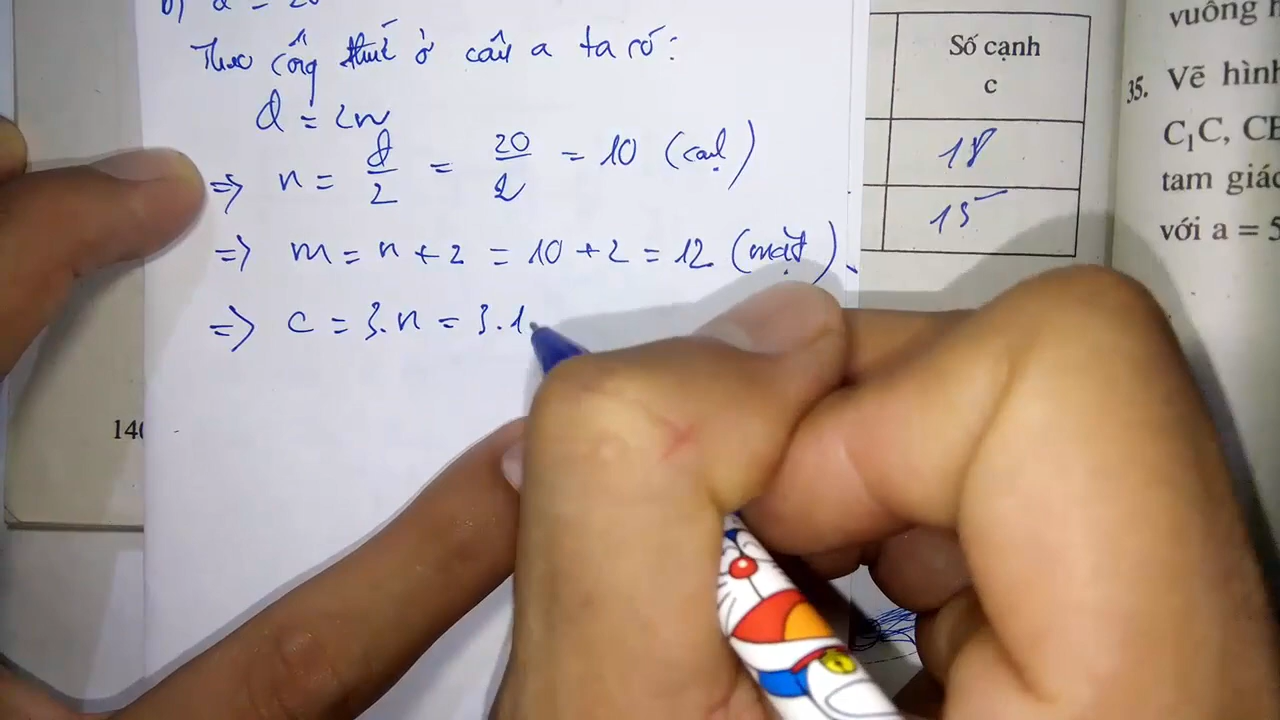 b) đ = 20
Theo công thức ở câu a ta có:
đ = 2n
=> n = đ/2 = 20/2 = 10 (cạnh)
=> m = n + 2 = 10 + 2 = 12 (mặt).
=> c = 3.n = 3.1
140
Số cạnh
c
18
15
vuông
35. Vẽ hình
C₁C, CE
tam giác
với a = 5